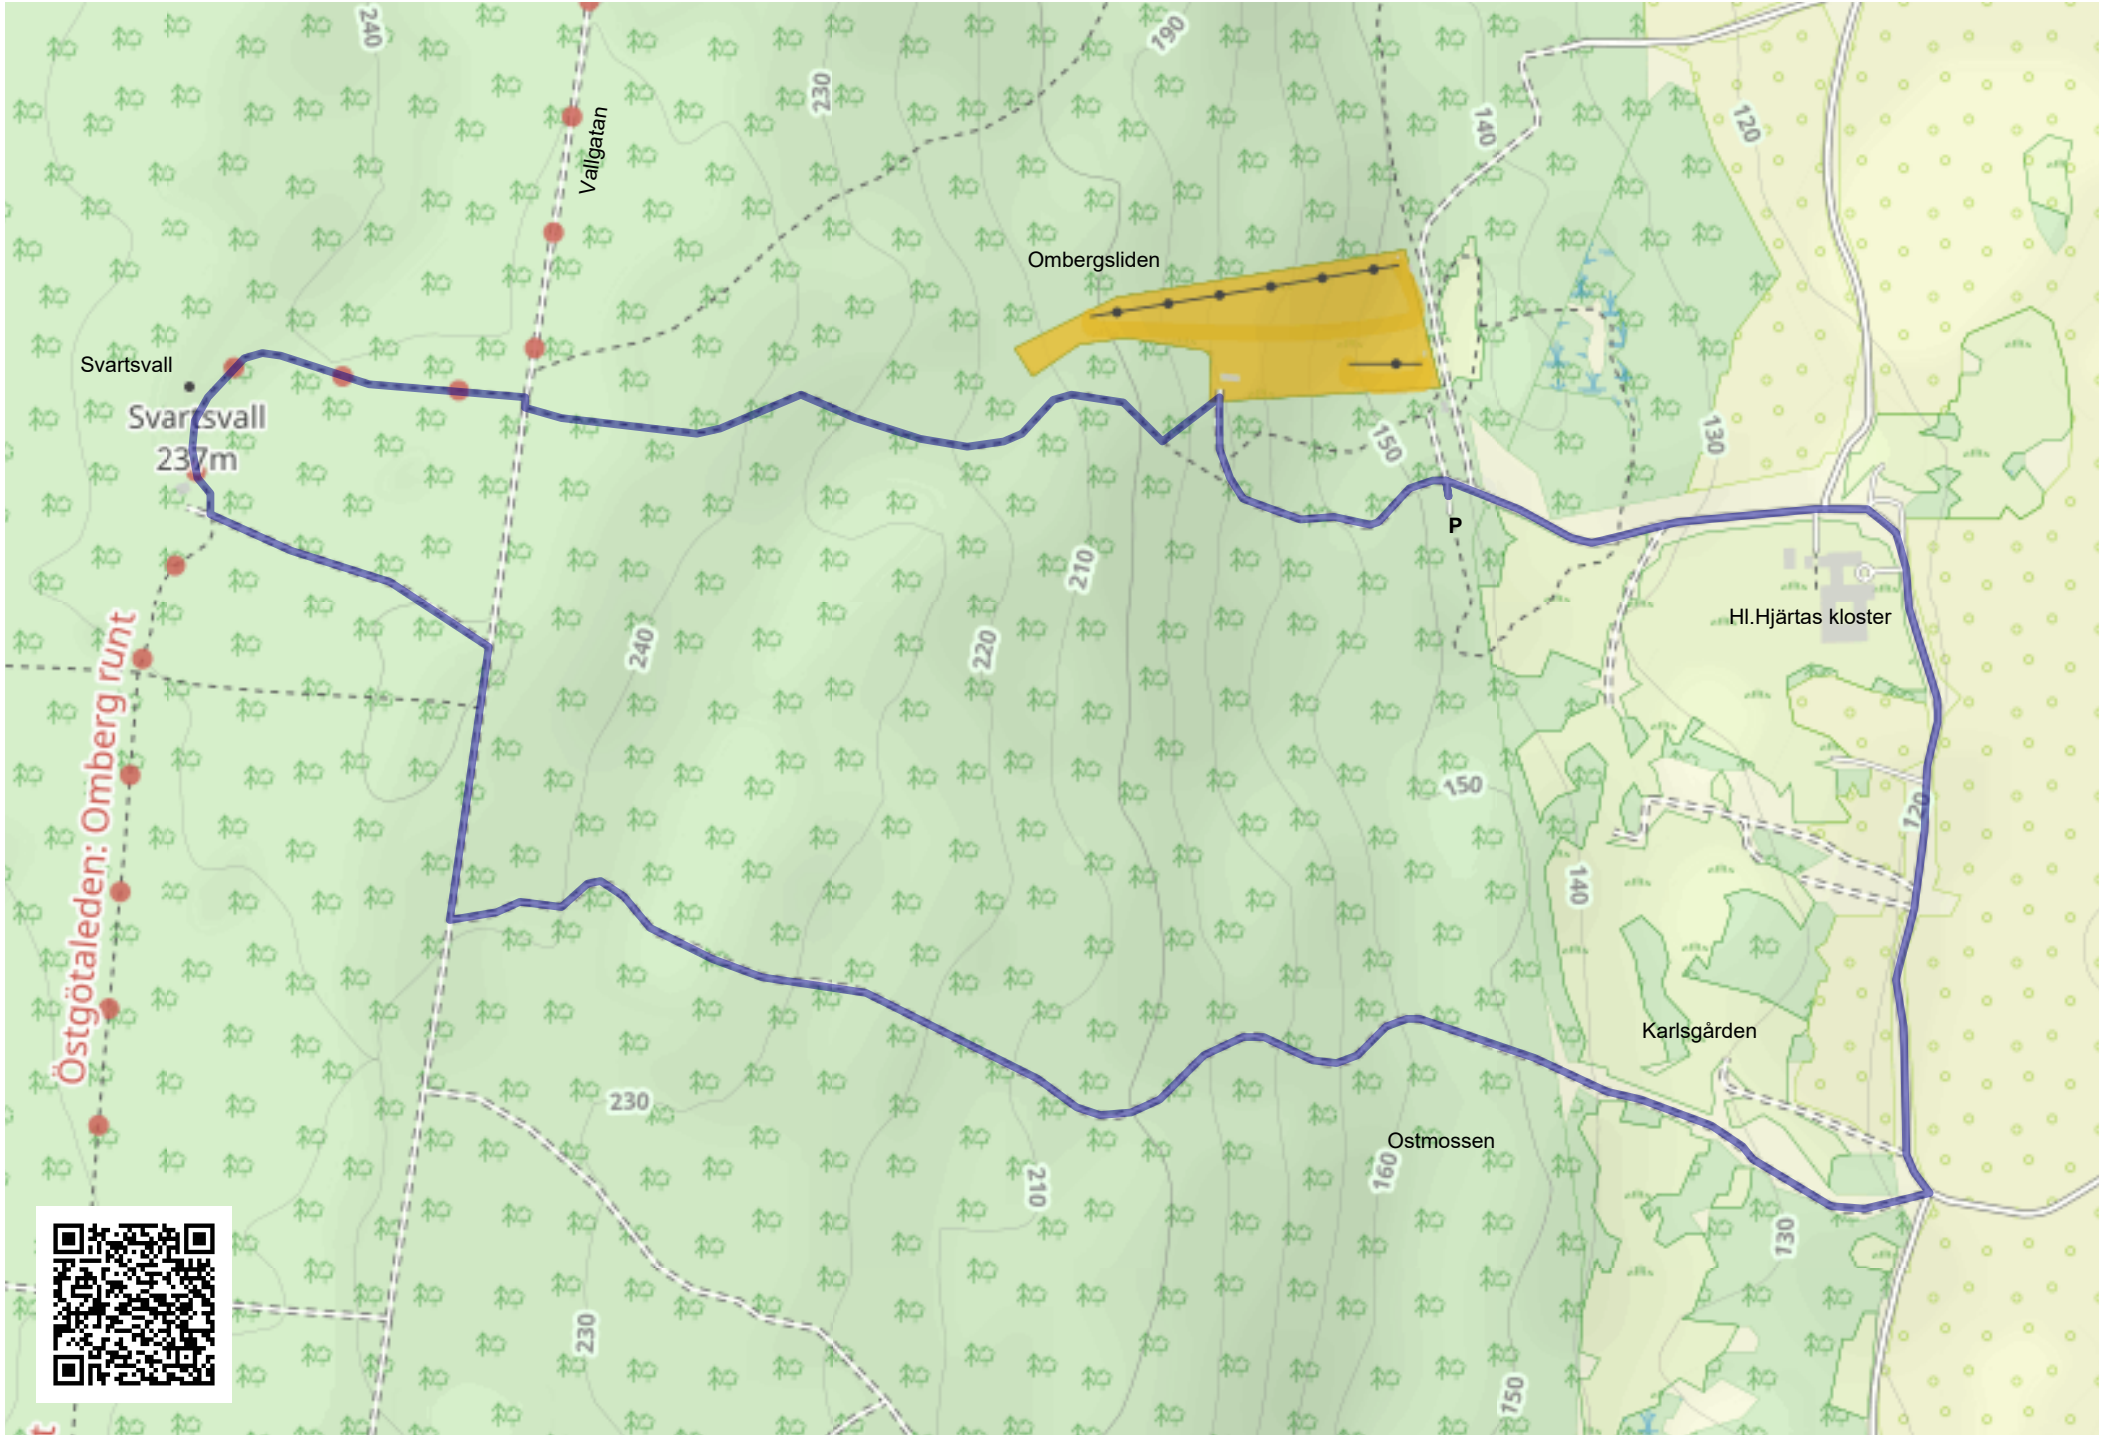 240
790
230
Vallgatan
140
120
Ombergsliden
Svartsvall
Svartsvall
237m
150
130
P
210
240
220
Hl.Hjärtas kloster
Östgötaleden: Omberg runt
150
120
140
Karlsgården
230
Ostmossen
160
210
130
230
150
t